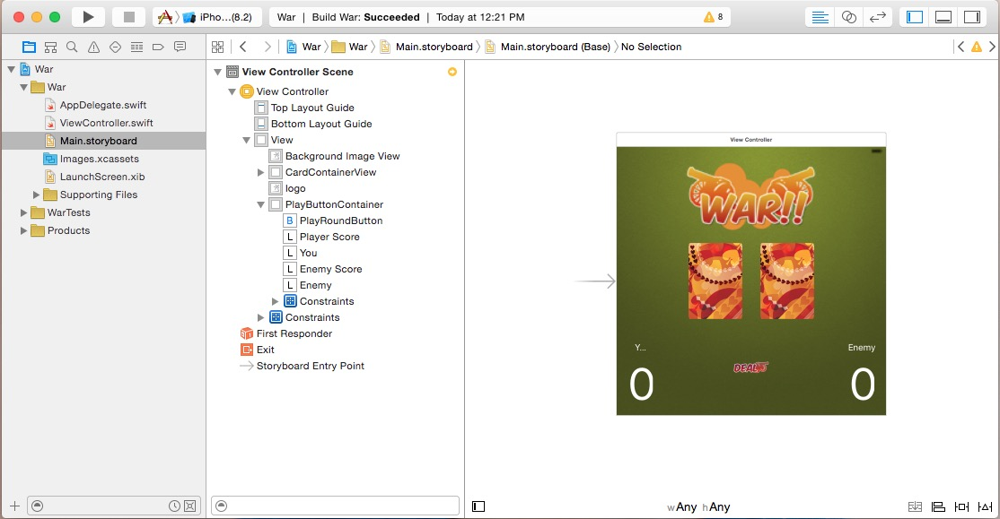 iPho...(8.2)
War | Build War: Succeeded | Today at 12:21 PM
8
War
War
Main.storyboard
Main.storyboard (Base)
No Selection
War
War
AppDelegate.swift
ViewController.swift
Main.storyboard
Images.xcassets
LaunchScreen.xib
Supporting Files
WarTests
Products
View Controller Scene
View Controller
Top Layout Guide
Bottom Layout Guide
View
Background Image View
CardContainerView
logo
PlayButtonContainer
B PlayRoundButton
L Player Score
L You
L Enemy Score
L Enemy
Constraints
Constraints
First Responder
Exit
Storyboard Entry Point
View Controller
WAR!!
Y...
Enemy
DEAL
0
0
wAny hAny